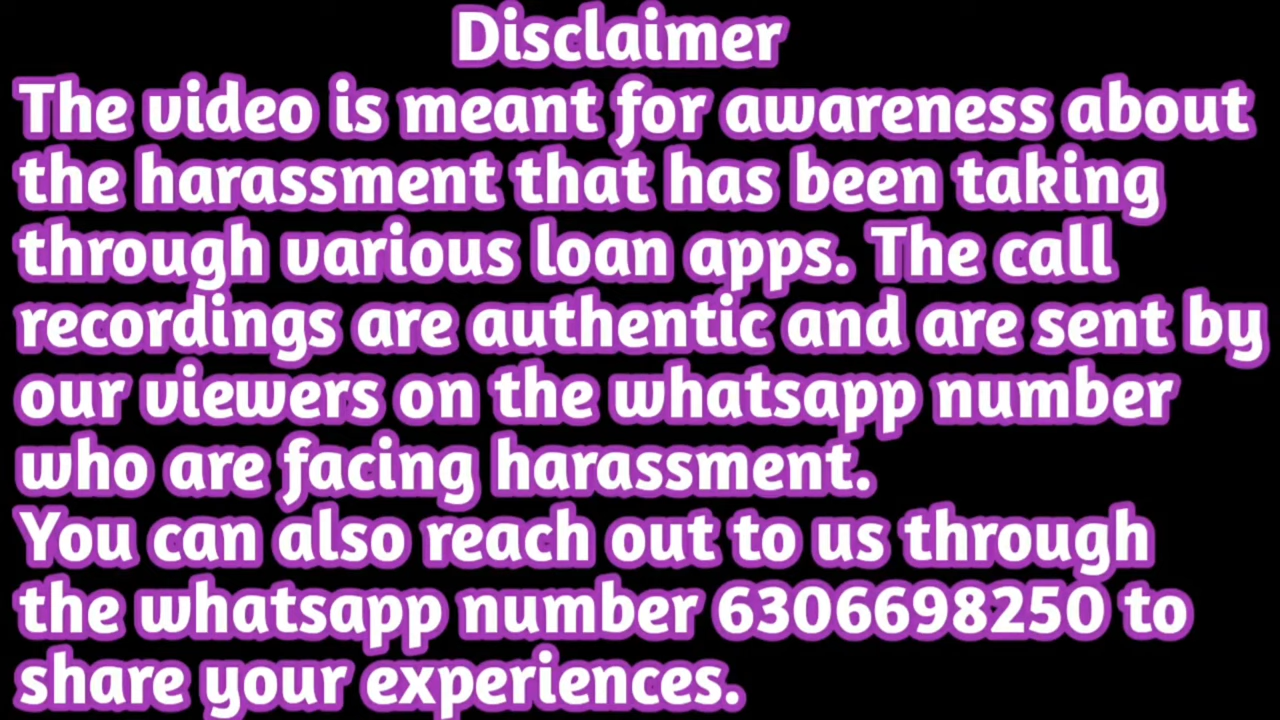 Disclaimer
The video is meant for awareness about
the harassment that has been taking
through various loan apps. The call
recordings are authentic and are sent by
our viewers on the whatsapp number
who are facing harassment.
You can also reach out to us through
the whatsapp number 6306698250 to
share your experiences.